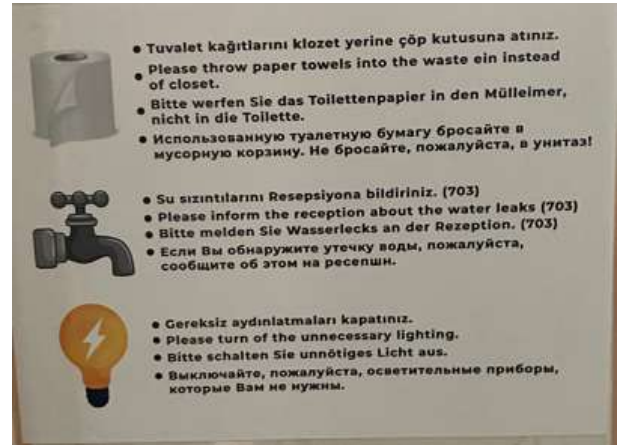 • Tuvalet kağıtlarını klozet yerine çöp kutusuna atınız.
• Please throw paper towels into the waste ein instead
of closet.
• Bitte werfen Sie das Toilettenpapier in den Mülleimer,
nicht in die Toilette.
• Использованную туалетную бумагу бросайте в
мусорную корзину. Не бросайте, пожалуйста, в унитаз!
• Su sızıntılarını Resepsiyona bildiriniz. (703)
• Please inform the reception about the water leaks (703)
• Bitte melden Sie Wasserlecks an der Rezeption. (703)
• Если Вы обнаружите утечку воды, пожалуйста,
сообщите об этом на ресепшн.
• Gereksiz aydınlatmaları kapatınız.
• Please turn of the unnecessary lighting.
• Bitte schalten Sie unnötiges Licht aus.
• Выключайте, пожалуйста, осветительные приборы,
которые Вам не нужны.